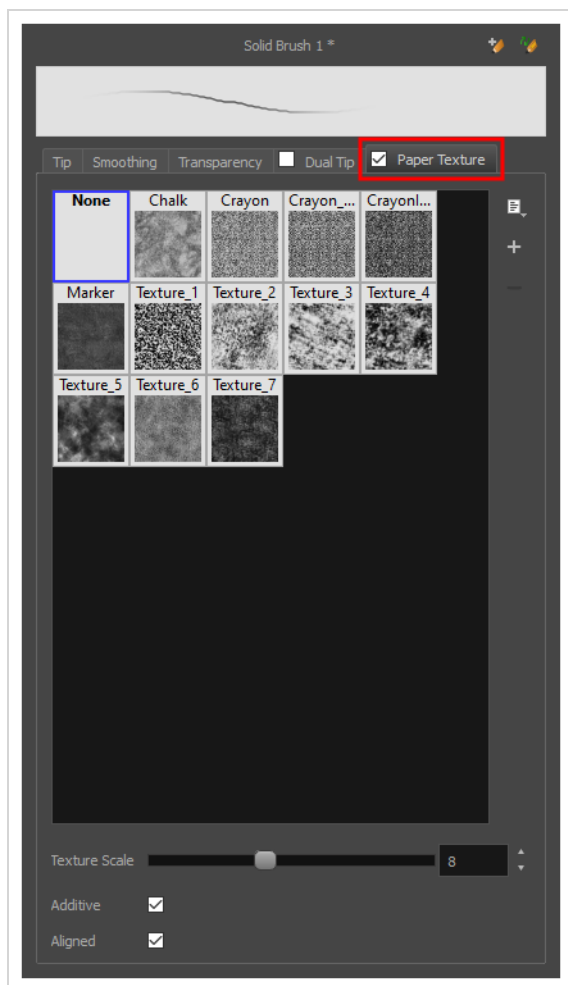 Solid Brush 1 *
Tip Smoothing Transparency Dual Tip Paper Texture
None Chalk Crayon Crayon_... Crayonl...
Marker Texture_1 Texture_2 Texture_3 Texture_4
Texture_5 Texture_6 Texture_7
Texture Scale 8
Additive
Aligned